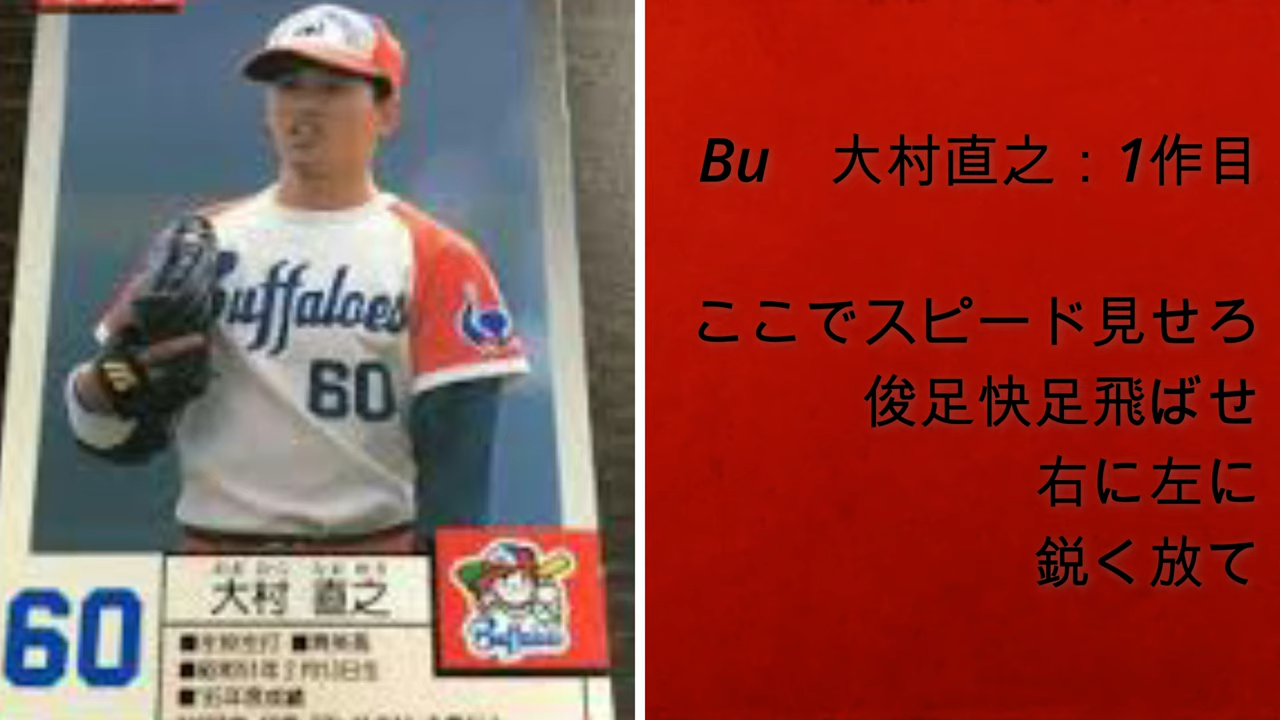 Buffaloes
60
60
大村 直之
Buffaloes
Bu 大村直之：1作目
ここでスピード見せろ
俊足快足飛ばせ
右に左に
鋭く放て